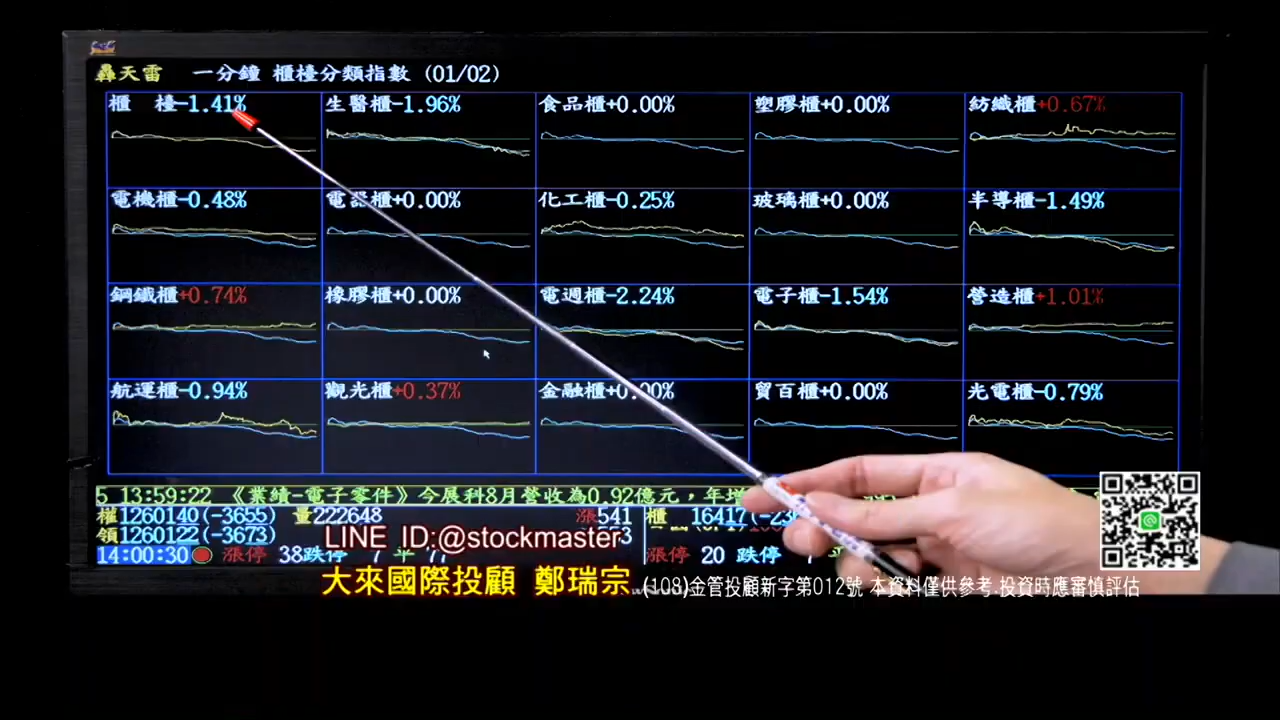 轟天雷 一分鐘 櫃檯分類指數 (01/02)
櫃 檯-1.41% 生醫櫃-1.96% 食品櫃+0.00% 塑膠櫃+0.00% 紡織櫃+0.67%
電機櫃-0.48% 電器櫃+0.00% 化工櫃-0.25% 玻璃櫃+0.00% 半導櫃-1.49%
鋼鐵櫃+0.74% 橡膠櫃+0.00% 電週櫃-2.24% 電子櫃-1.54% 營造櫃+1.01%
航運櫃-0.94% 觀光櫃+0.37% 金融櫃+0.00% 貿百櫃+0.00% 光電櫃-0.79%
5 13:59:22 《業績-電子零件》今展科8月營收為0.92億元，年增
權1260140(-3655) 量222648 漲541 櫃 16417(-23
領1260122(-3673)
LINE ID:@stockmaster
14:00:30 漲停 38跌停 平 漲停 20 跌停
大來國際投顧 鄭瑞宗 (108)金管投顧新字第012號 本資料僅供參考.投資時應審慎評估